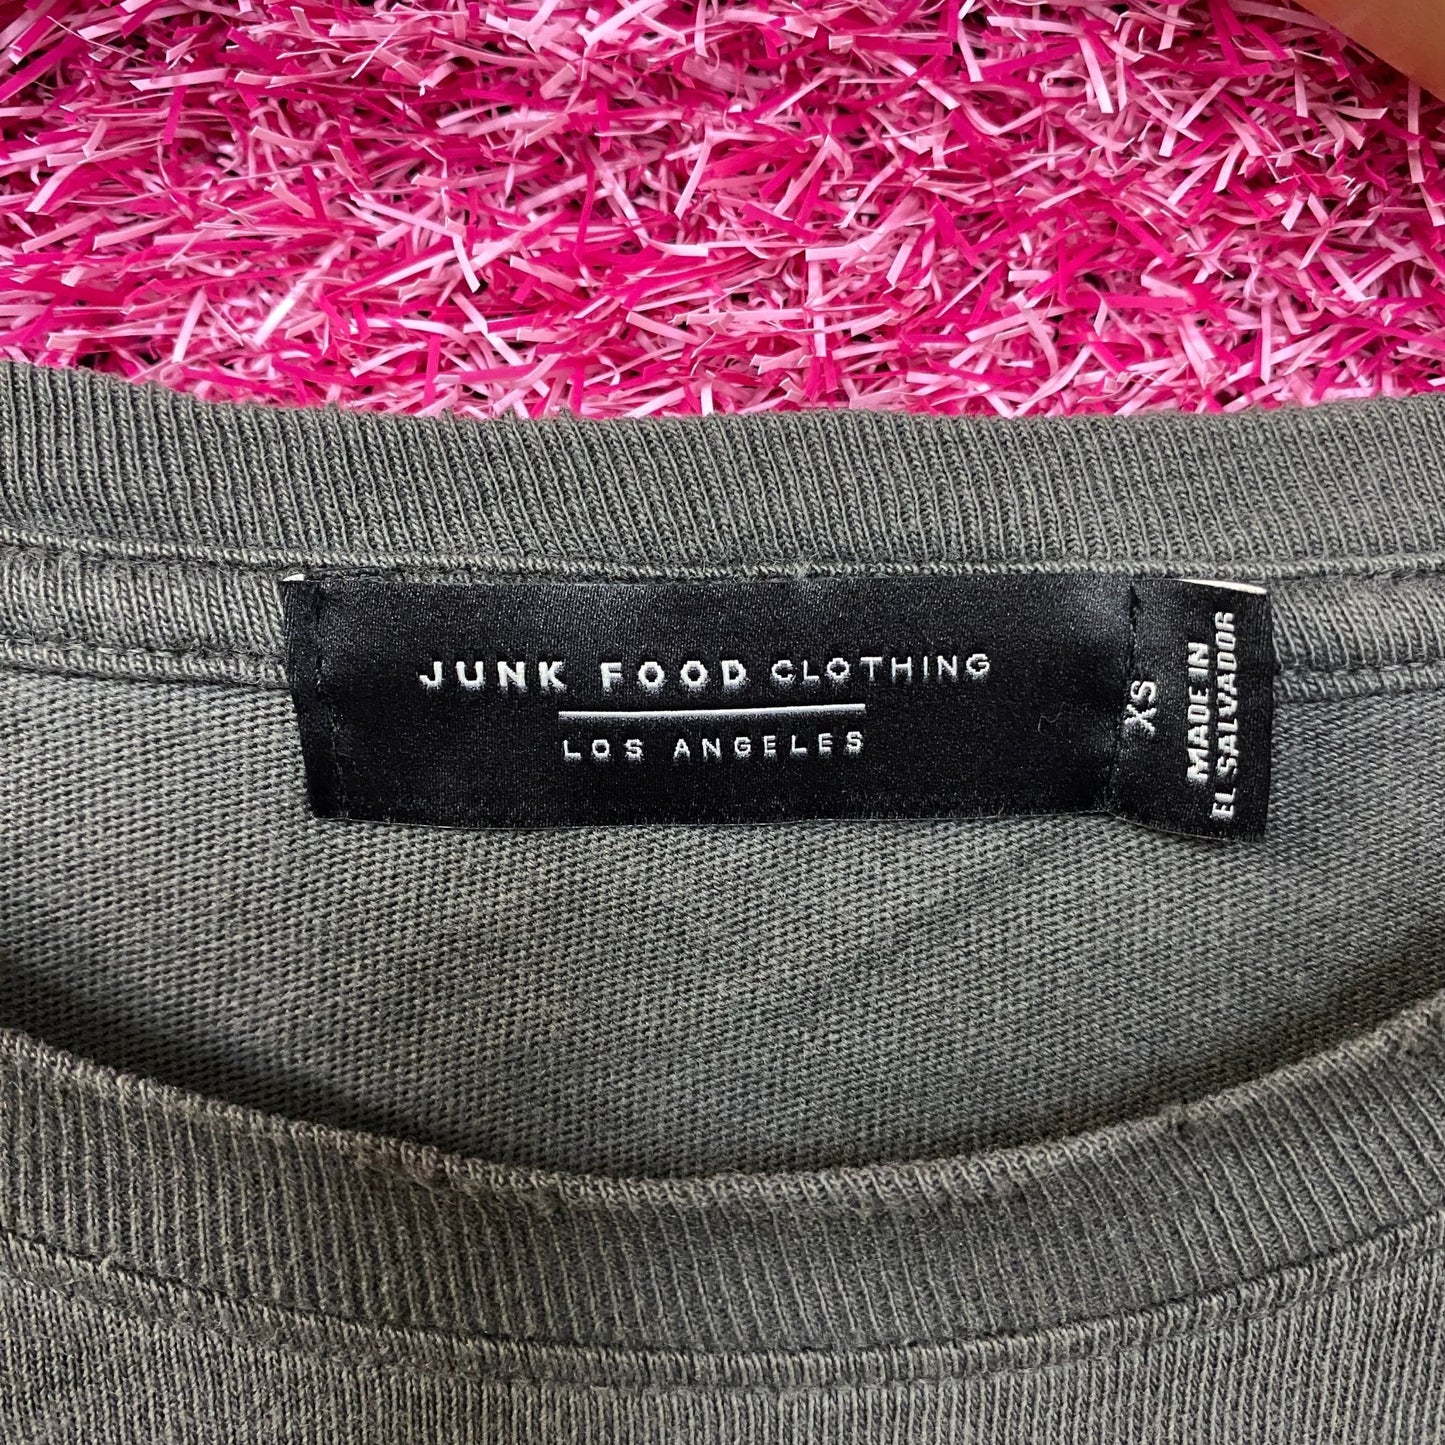 JUNK FOOD CLOTHING
LOS ANGELES
XS
MADE IN
EL SALVADOR